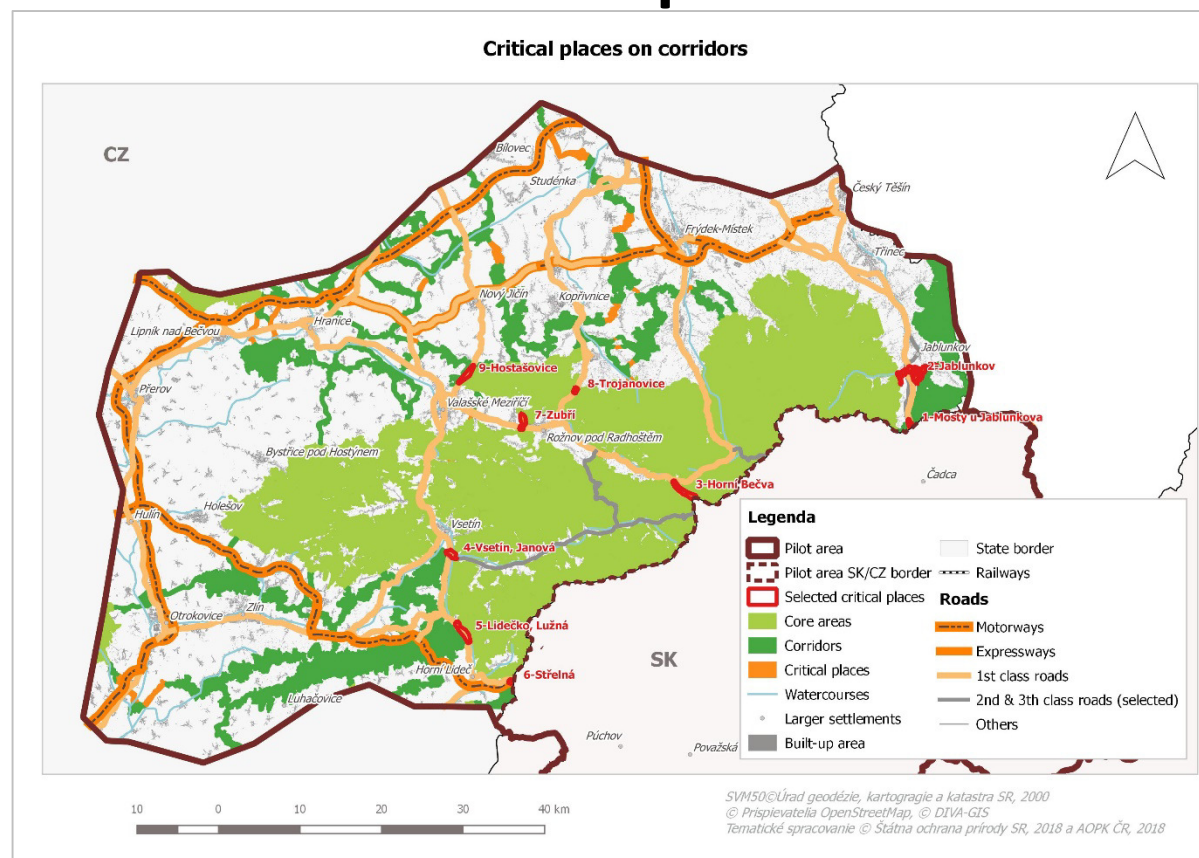 Critical places on corridors
CZ
Bílovec
Studénka
Český Těšín
Frýdek-Místek
Třinec
Nový Jičín
Kopřivnice
Hranice
Lipník nad Bečvou
Jablunkov
2-Jablunkov
9-Hostašovice
8-Trojanovice
Přerov
Valašské Meziříčí
7-Zubří
1-Mosty u Jablunkova
Rožnov pod Radhoštěm
Bystřice pod Hostýnem
Čadca
3-Horní Bečva
Holešov
Hulín
Vsetín
4-Vsetín, Janová
Otrokovice
Zlín
5-Lidečko, Lužná
Horní Lideč
SK
6-Střelná
Luhačovice
Púchov
Považská
Legenda
Pilot area
Pilot area SK/CZ border
Selected critical places
Core areas
Corridors
Critical places
Watercourses
Larger settlements
Built-up area
State border
Railways
Roads
Motorways
Expressways
1st class roads
2nd & 3th class roads (selected)
Others
10 0 10 20 30 40 km
SVM50©Úrad geodézie, kartogragie a katastra SR, 2000
© Prispievatelia OpenStreetMap, © DIVA-GIS
Tematické spracovanie © Štátna ochrana prírody SR, 2018 a AOPK ČR, 2018